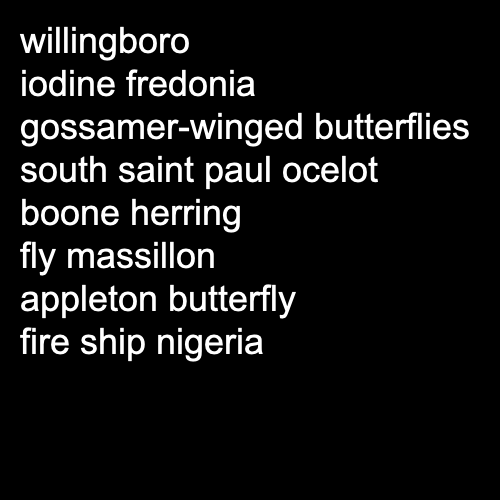 willingboro
iodine fredonia
gossamer-winged butterflies
south saint paul ocelot
boone herring
fly massillon
appleton butterfly
fire ship nigeria